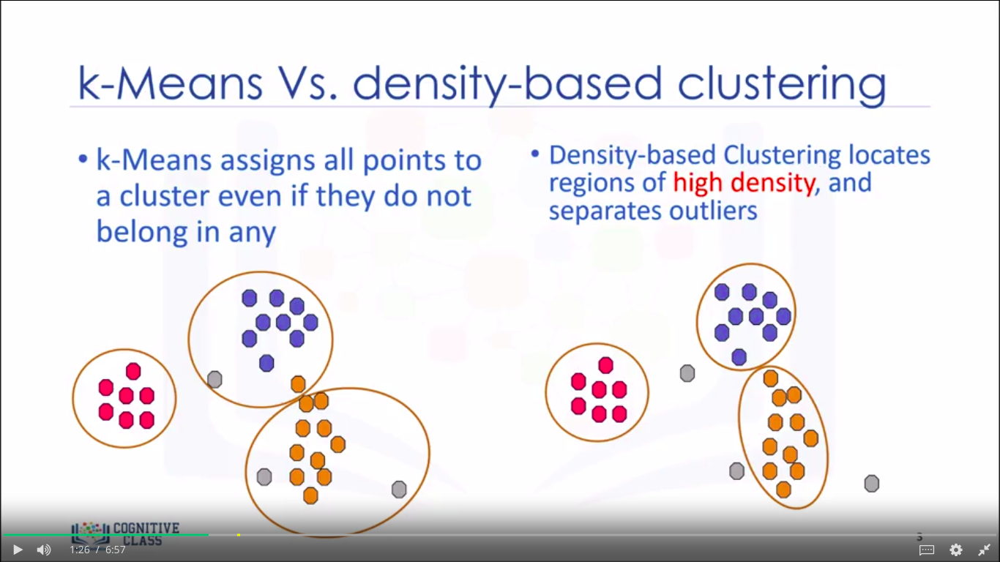 k-Means Vs. density-based clustering
• k-Means assigns all points to
a cluster even if they do not
belong in any
• Density-based Clustering locates
regions of high density, and
separates outliers
COGNITIVE
CLASS
3
1:26 / 6:57